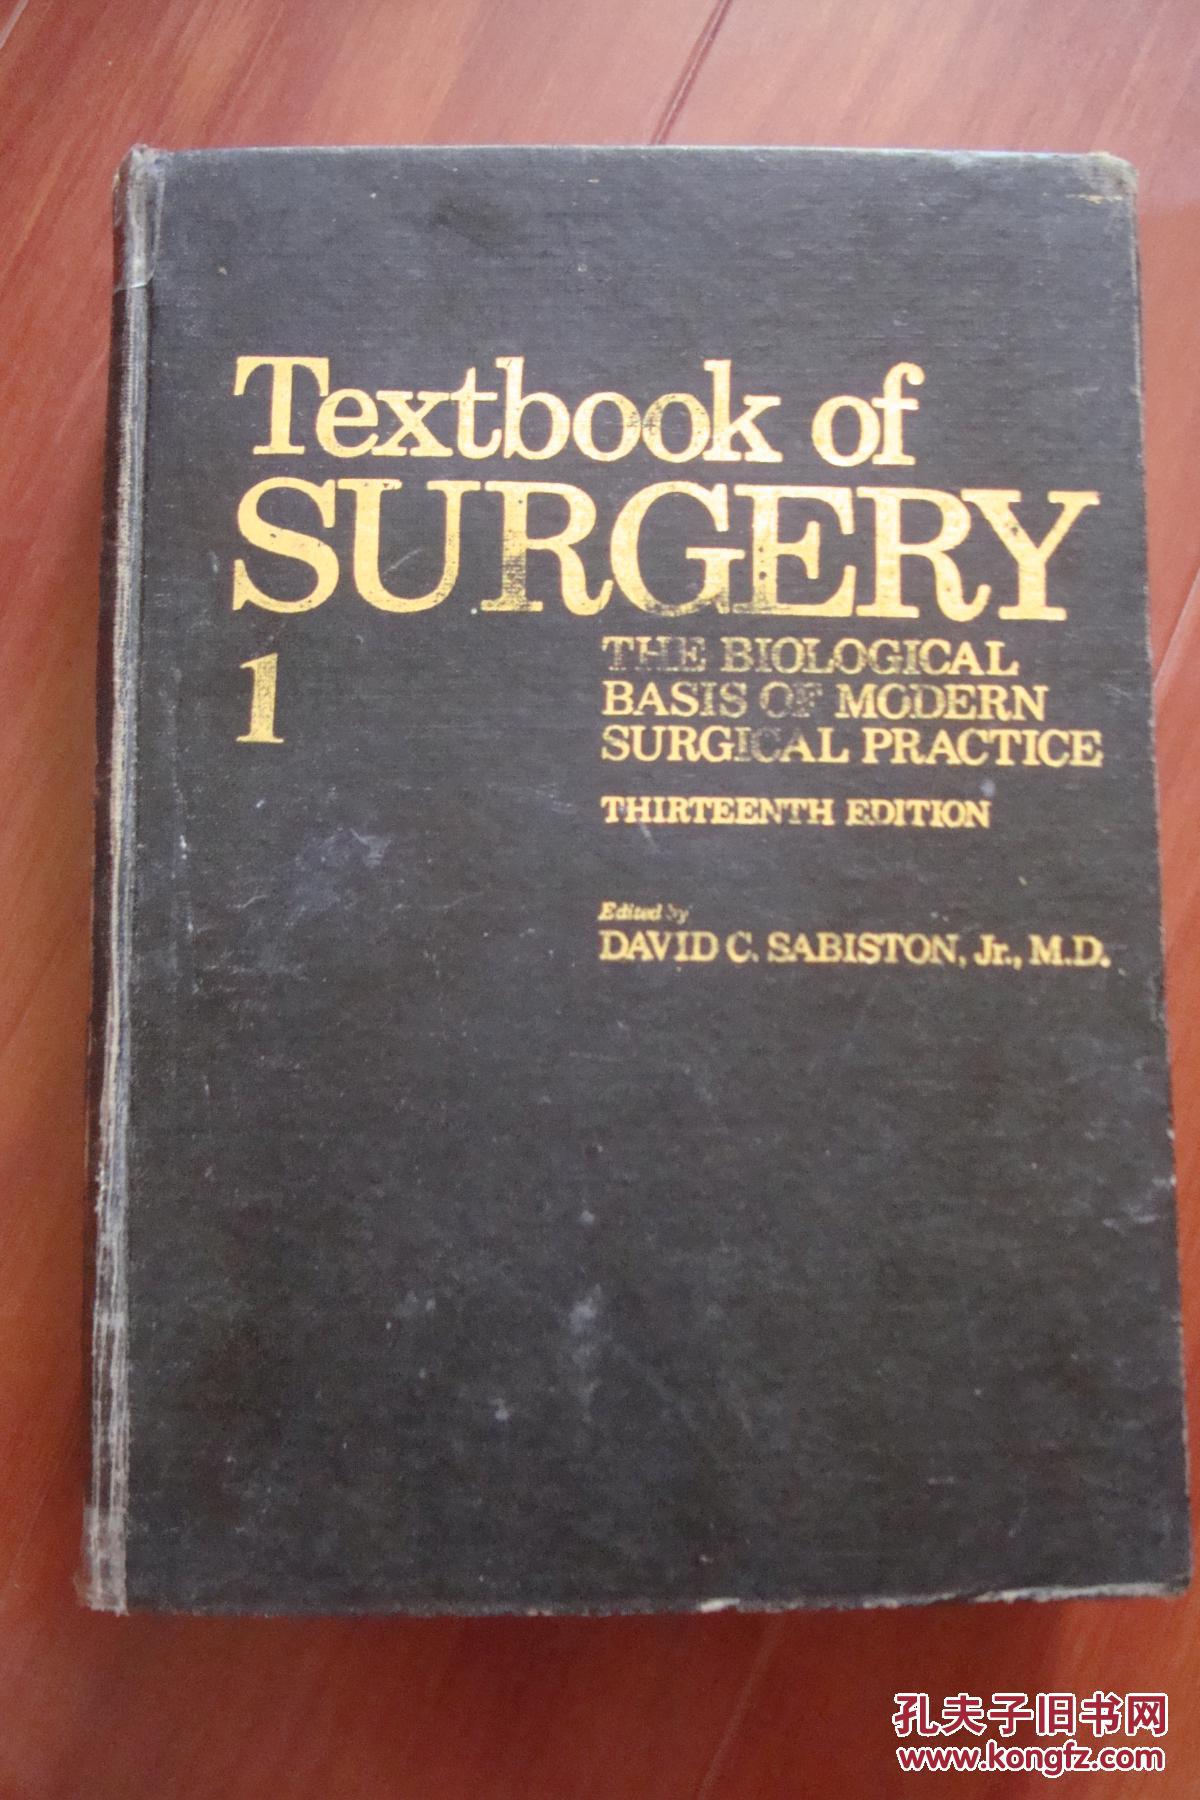 Textbook of
SURGERY
1
THE BIOLOGICAL
BASIS OF MODERN
SURGICAL PRACTICE
THIRTEENTH EDITION
Edited by
DAVID C. SABISTON, Jr., M.D.
孔夫子旧书网
www.kongfz.com